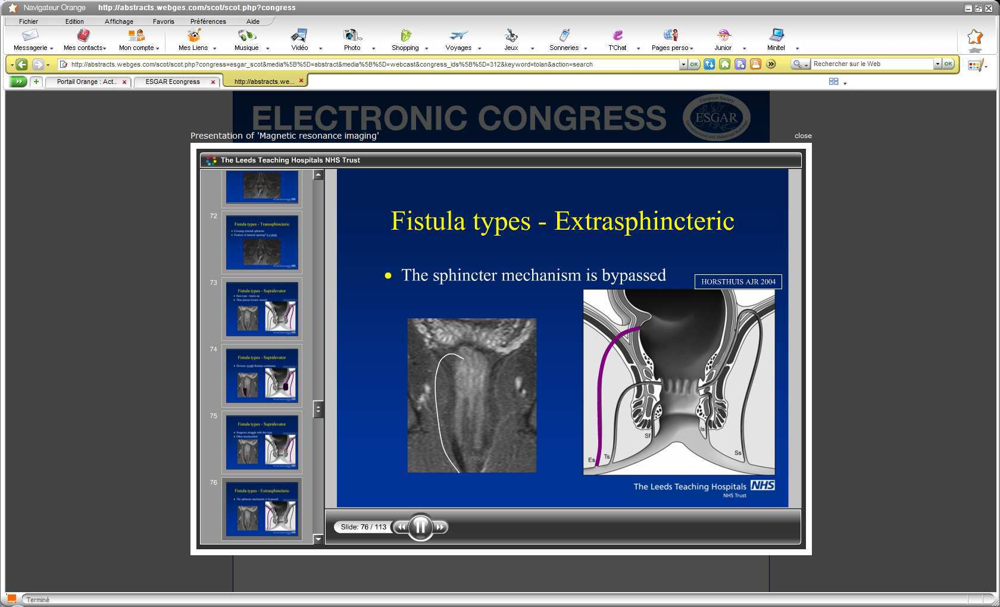 Navigateur Orange http://abstracts.webges.com/scot/scot.php?congress
Fichier Edition Affichage Favoris Préférences Aide
Messagerie Mes contacts Mon compte Mes Liens Musique Vidéo Photo Shopping Voyages Jeux Sonneries T'Chat Pages perso Junior Minitel
http://abstracts.webges.com/scot/scot.php?congress=esgar_scot&media%5B%5D=abstract&media%5B%5D=webcast&congress_ids%5B%5D=312&keyword=tolan&action=search OK Rechercher sur le Web OK
Portail Orange : Act.. ESGAR Econgress http://abstracts.we...
ELECTRONIC CONGRESS
European Society
ESGAR
Presentation of 'Magnetic resonance imaging' close
The Leeds Teaching Hospitals NHS Trust
72
Fistula types - Transphincteric
73
Fistula types - Supralevator
74
Fistula types - Supralevator
75
Fistula types - Supralevator
76
Fistula types - Extrasphincteric
The sphincter mechanism is bypassed
Fistula types - Extrasphincteric
The sphincter mechanism is bypassed
HORSTHUIS AJR 2004
Es Ts Sf Is Ss
The Leeds Teaching Hospitals NHS
NHS Trust
Slide: 76 / 113
Terminé